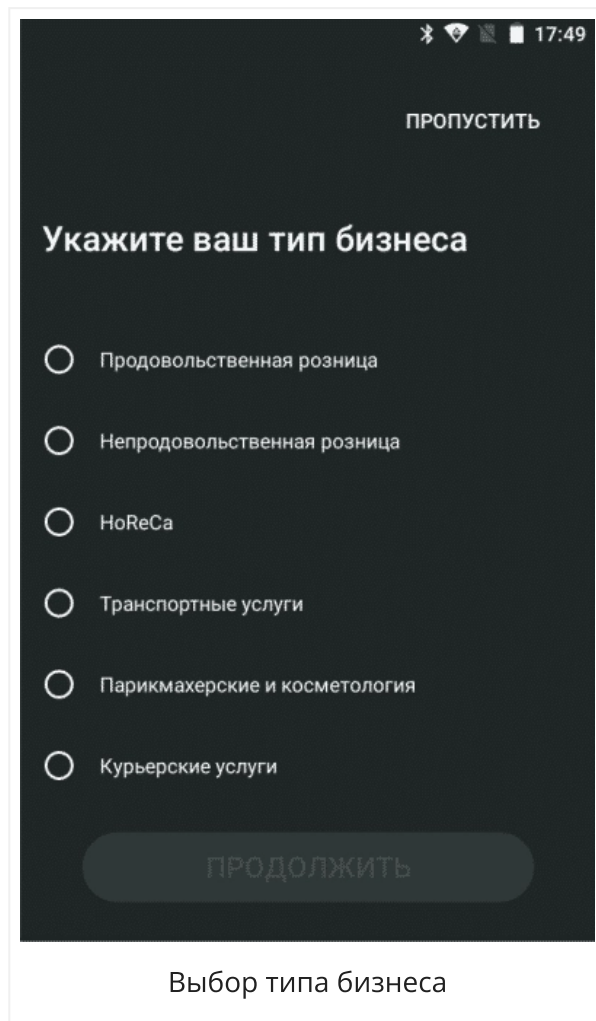 17:49
ПРОПУСТИТЬ
Укажите ваш тип бизнеса
Продовольственная розница
Непродовольственная розница
HoReCa
Транспортные услуги
Парикмахерские и косметология
Курьерские услуги
ПРОДОЛЖИТЬ
Выбор типа бизнеса